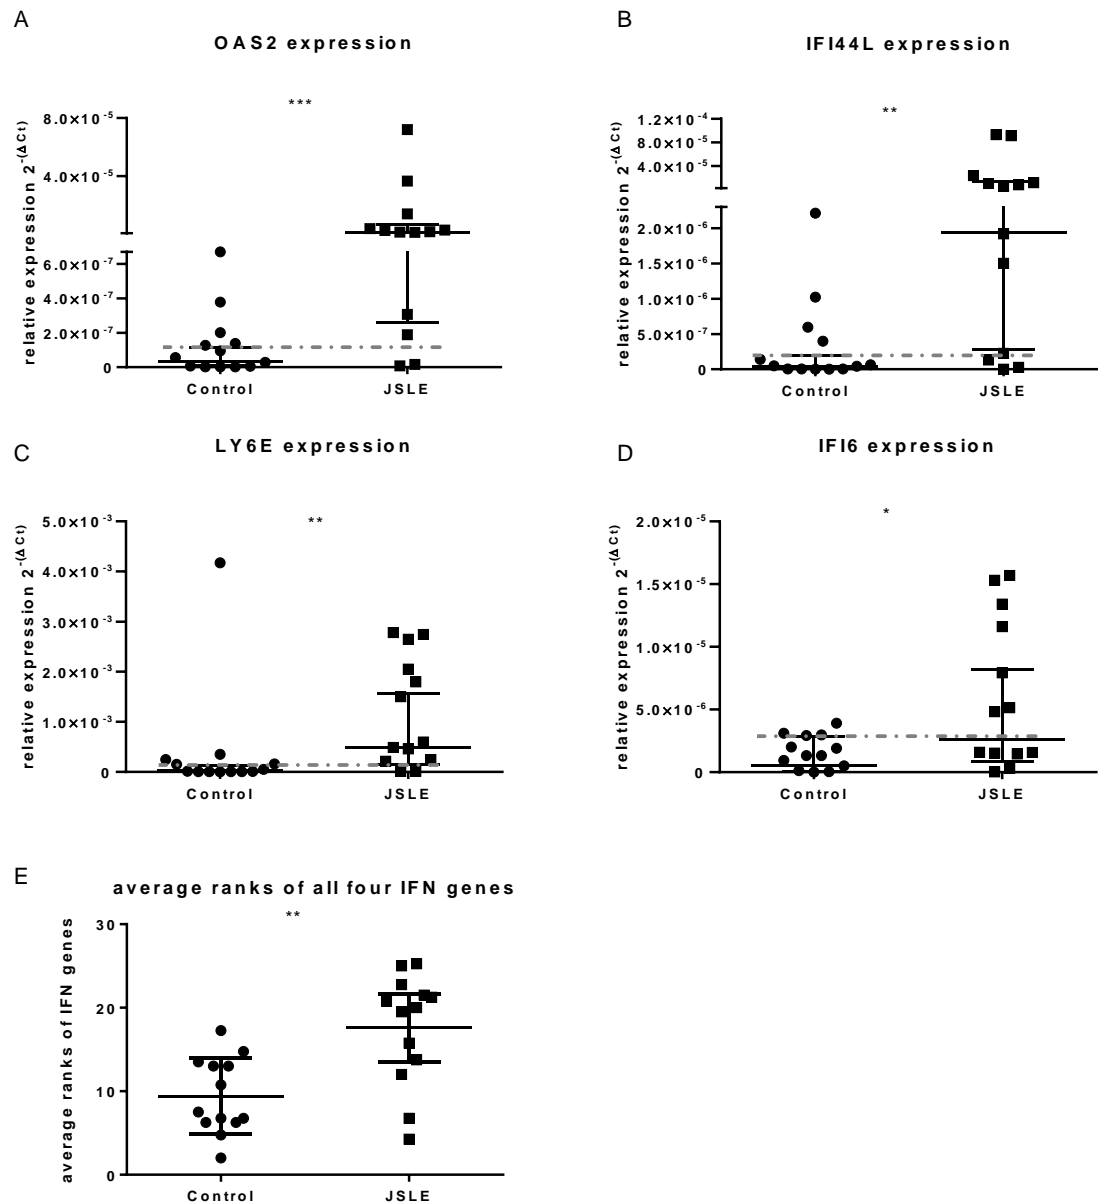 A
OAS2 expression
***
relative expression 2^-(ΔCt)
8.0×10^-5
4.0×10^-5
6.0×10^-7
4.0×10^-7
2.0×10^-7
0
Control
JSLE
B
IFI44L expression
**
relative expression 2^-(ΔCt)
1.2×10^-4
8.0×10^-5
4.0×10^-5
2.0×10^-6
1.5×10^-6
1.0×10^-6
5.0×10^-7
0
Control
JSLE
C
LY6E expression
**
relative expression 2^-(ΔCt)
5.0×10^-3
4.0×10^-3
3.0×10^-3
2.0×10^-3
1.0×10^-3
0
Control
JSLE
D
IFI6 expression
*
relative expression 2^-(ΔCt)
2.0×10^-5
1.5×10^-5
1.0×10^-5
5.0×10^-6
0
Control
JSLE
E
average ranks of all four IFN genes
**
average ranks of IFN genes
30
20
10
0
Control
JSLE